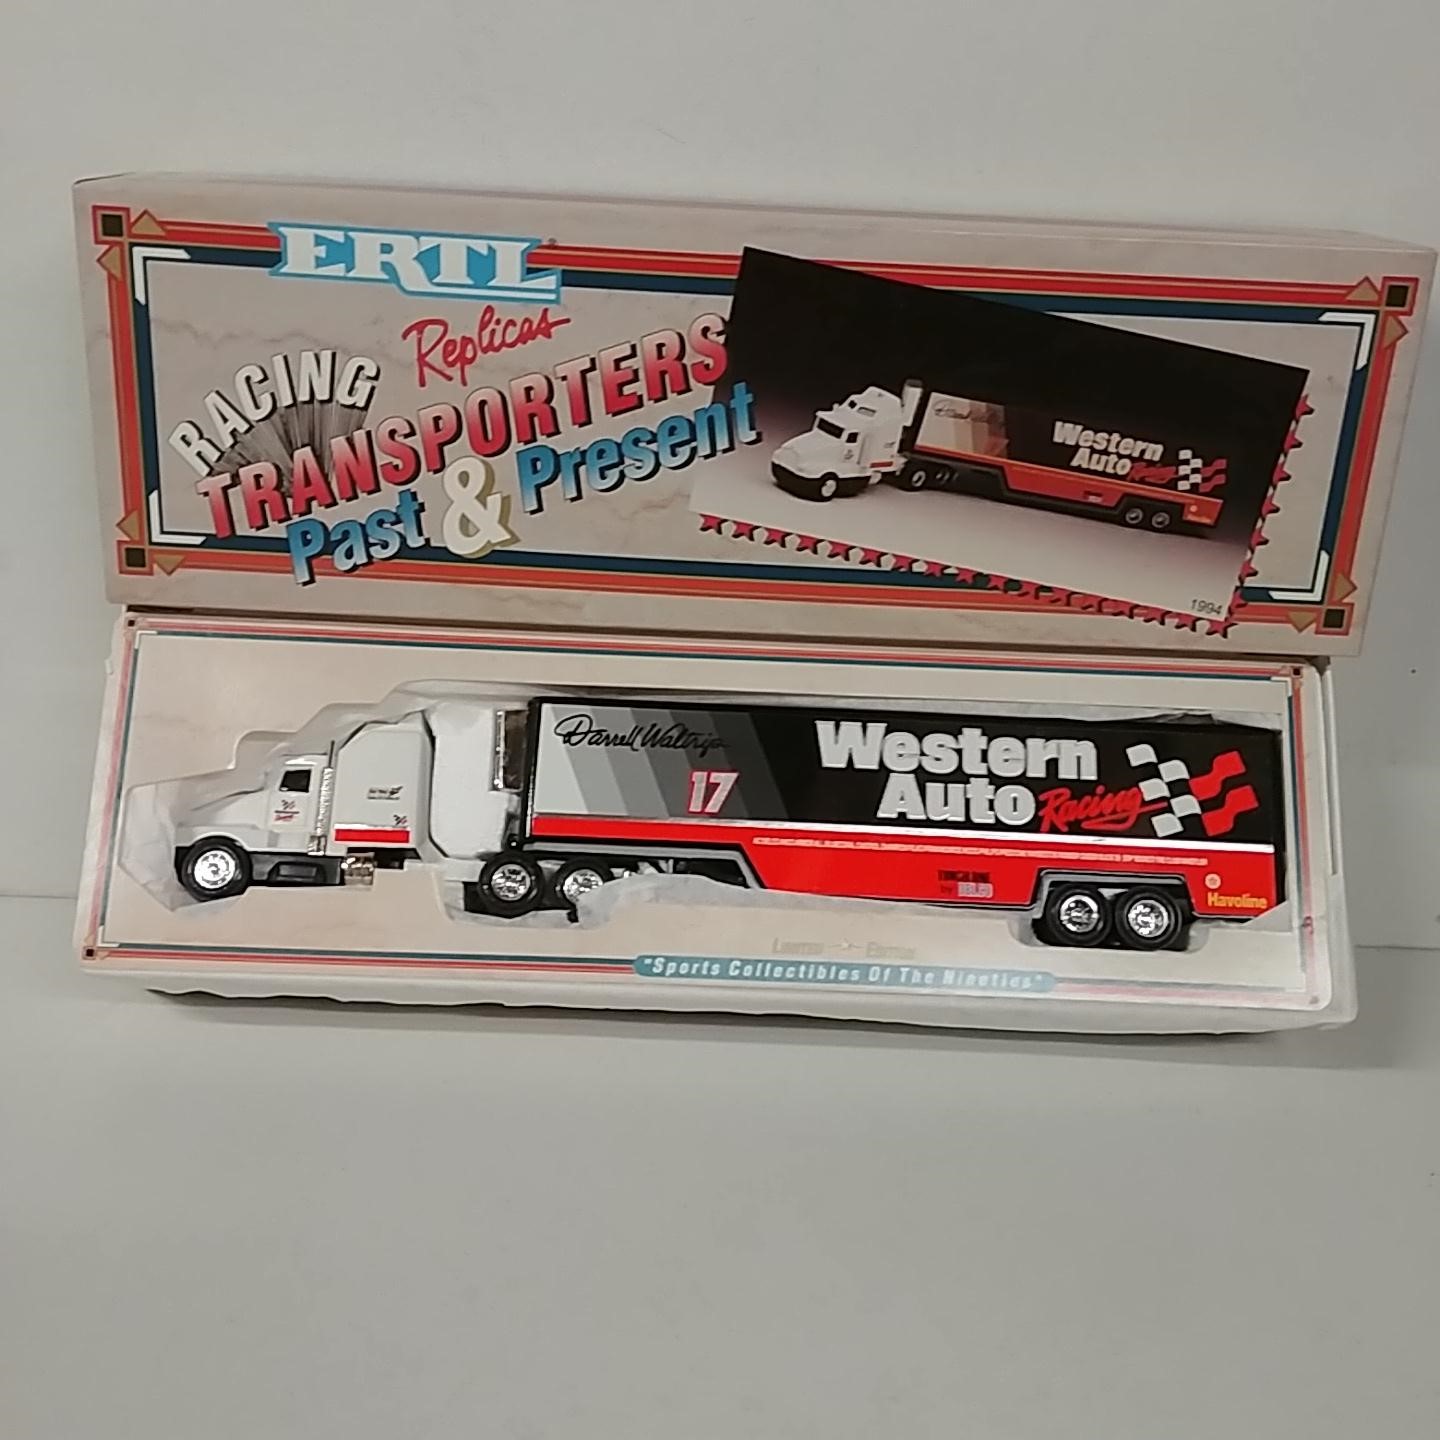 ERTL
Replicas
RACING
TRANSPORTERS
Past & Present
Western
Auto Racing
1994
Darrell Waltrip
17
Western
Auto Racing
Havoline
LIMITED EDITION
"Sports Collectibles Of The Nineties"